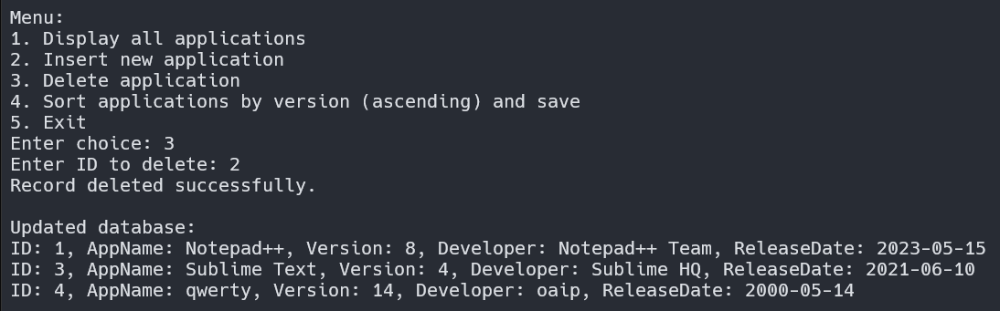 Menu:
1. Display all applications
2. Insert new application
3. Delete application
4. Sort applications by version (ascending) and save
5. Exit
Enter choice: 3
Enter ID to delete: 2
Record deleted successfully.

Updated database:
ID: 1, AppName: Notepad++, Version: 8, Developer: Notepad++ Team, ReleaseDate: 2023-05-15
ID: 3, AppName: Sublime Text, Version: 4, Developer: Sublime HQ, ReleaseDate: 2021-06-10
ID: 4, AppName: qwerty, Version: 14, Developer: oaip, ReleaseDate: 2000-05-14